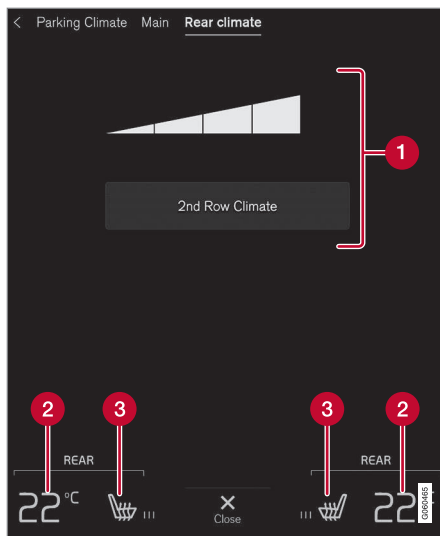 < Parking Climate Main Rear climate
1
2nd Row Climate
2 3 3 2
REAR REAR
22 °C Close 22
G060465